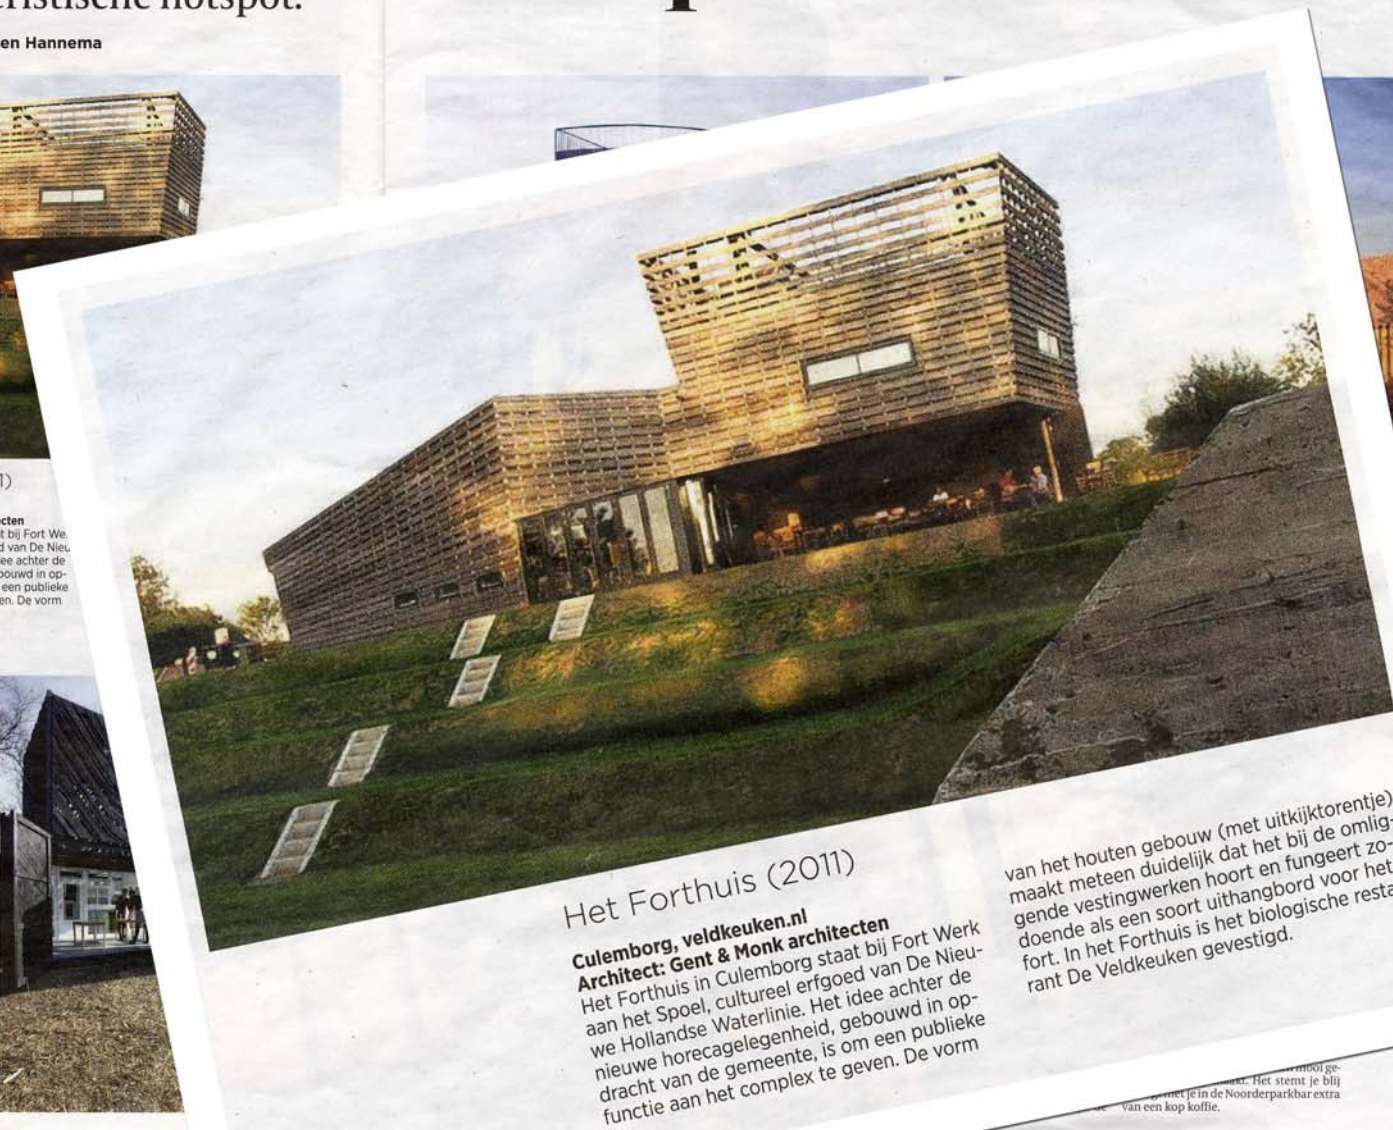 eristische hotspot.
en Hannema
1)
cten
t bij Fort We
d van De Nieu
ee achter de
bouwd in op-
een publieke
en. De vorm
Het Forthuis (2011)
Culemborg, veldkeuken.nl
Architect: Gent & Monk architecten
Het Forthuis in Culemborg staat bij Fort Werk
aan het Spoel, cultureel erfgoed van De Nieu-
we Hollandse Waterlinie. Het idee achter de
nieuwe horecagelegenheid, gebouwd in op-
dracht van de gemeente, is om een publieke
functie aan het complex te geven. De vorm
van het houten gebouw (met uitkijktorentje)
maakt meteen duidelijk dat het bij de omlig-
gende vestingwerken hoort en fungeert zo-
doende als een soort uithangbord voor het
fort. In het Forthuis is het biologische resta
rant De Veldkeuken gevestigd.
mooi ge-
Het stemt je blij
je in de Noorderparkbar extra
van een kop koffie.